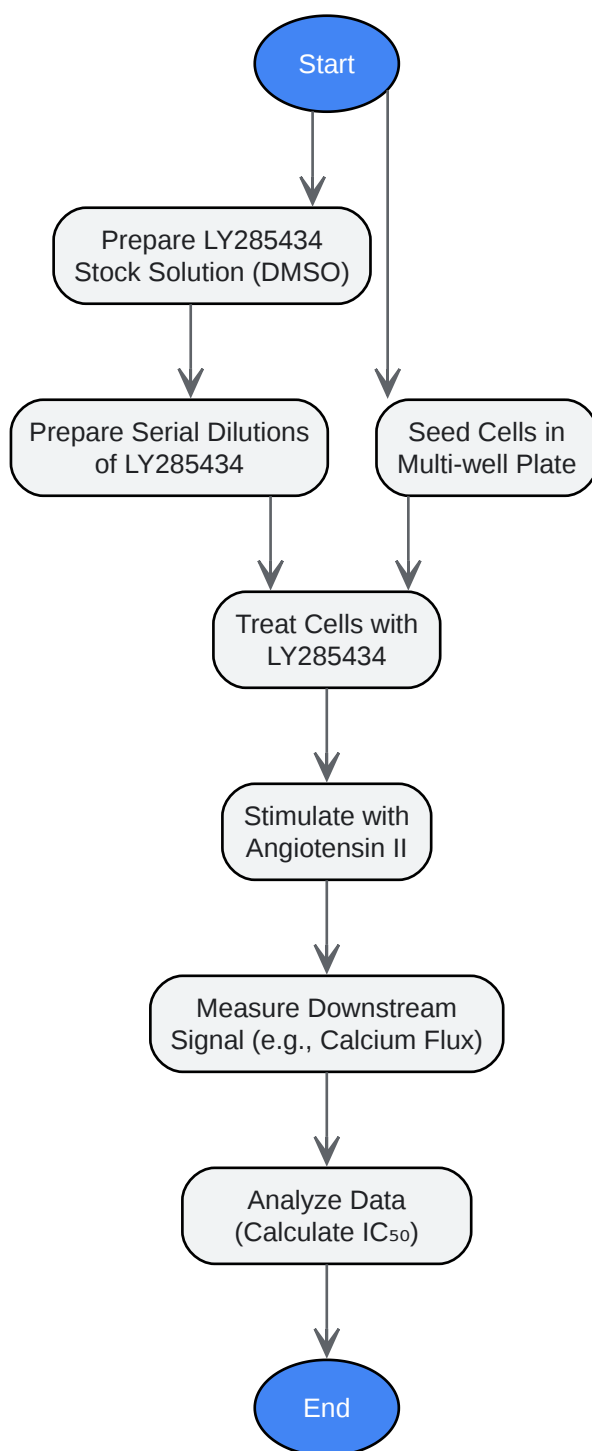 Start
Prepare LY285434
Stock Solution (DMSO)
Prepare Serial Dilutions
of LY285434
Seed Cells in
Multi-well Plate
Treat Cells with
LY285434
Stimulate with
Angiotensin II
Measure Downstream
Signal (e.g., Calcium Flux)
Analyze Data
(Calculate IC₅₀)
End